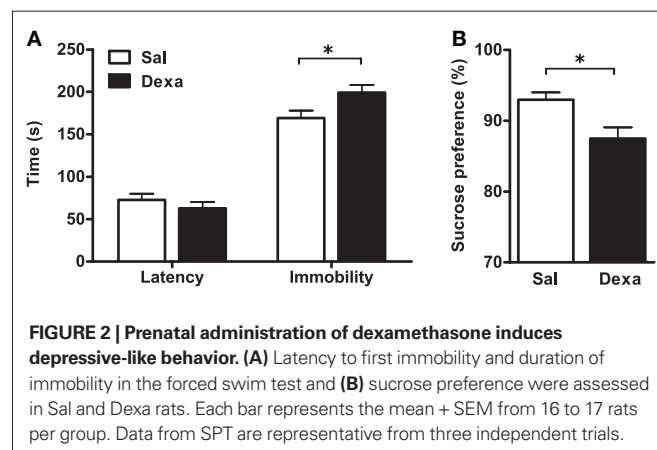 A
Sal
Dexa
*
Time (s)
250
200
150
100
50
0
Latency
Immobility
B
*
Sucrose preference (%)
100
90
80
70
Sal
Dexa
FIGURE 2 | Prenatal administration of dexamethasone induces
depressive-like behavior. (A) Latency to first immobility and duration of
immobility in the forced swim test and (B) sucrose preference were assessed
in Sal and Dexa rats. Each bar represents the mean + SEM from 16 to 17 rats
per group. Data from SPT are representative from three independent trials.